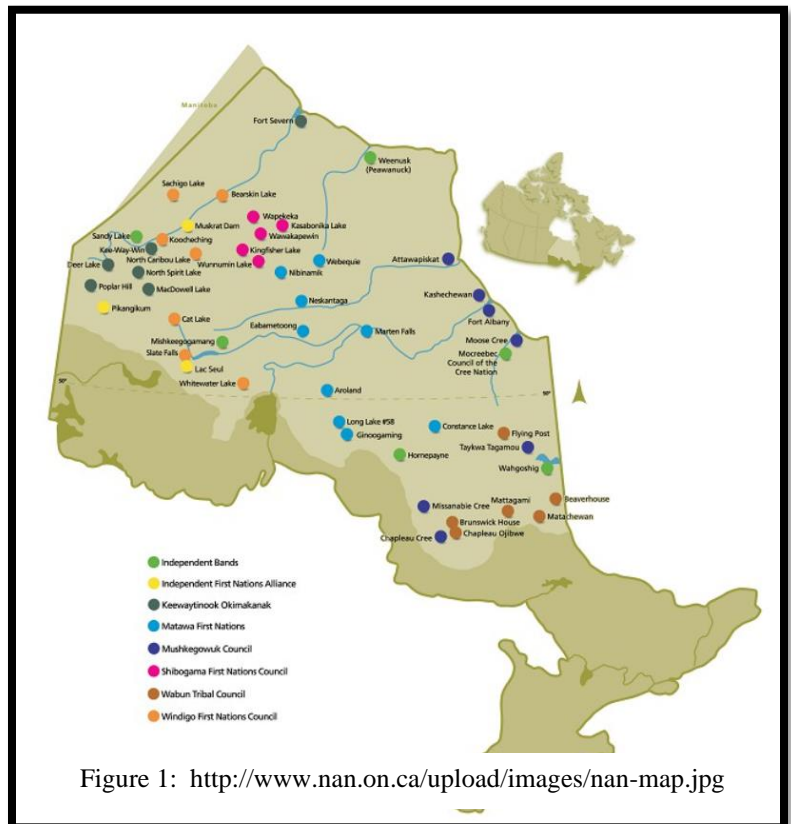 Manitoba
Fort Severn
Weenusk
(Peawanuck)
Sachigo Lake
Bearskin Lake
Wapekeka
Kasabonika Lake
Muskrat Dam
Wawakapewin
Sandy Lake
Koocheching
Kee-Way-Win
Kingfisher Lake
North Caribou Lake
Wunnumin Lake
Webequie
Attawapiskat
Deer Lake
North Spirit Lake
Nibinamik
Poplar Hill
MacDowell Lake
Kashechewan
Neskantaga
Pikangikum
Fort Albany
Cat Lake
Eabametoong
Marten Falls
Moose Cree
Mishkeegogamang
Mocreebec
Council of the
Cree Nation
Slate Falls
Lac Seul
50°
Whitewater Lake
Aroland
50°
Long Lake #58
Constance Lake
Ginoogaming
Flying Post
Taykwa Tagamou
Hornepayne
Wahgoshig
Mattagami
Beaverhouse
Missanabie Cree
Matachewan
Brunswick House
Chapleau Cree
Chapleau Ojibwe
Independent Bands
Independent First Nations Alliance
Keewaytinook Okimakanak
Matawa First Nations
Mushkegowuk Council
Shibogama First Nations Council
Wabun Tribal Council
Windigo First Nations Council
Figure 1: http://www.nan.on.ca/upload/images/nan-map.jpg